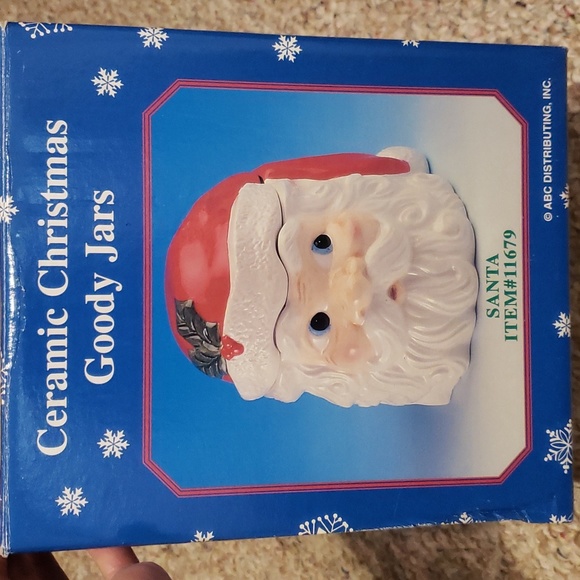 Ceramic Christmas
Goody Jars
SANTA
ITEM#11679
© ABC DISTRIBUTING, INC.